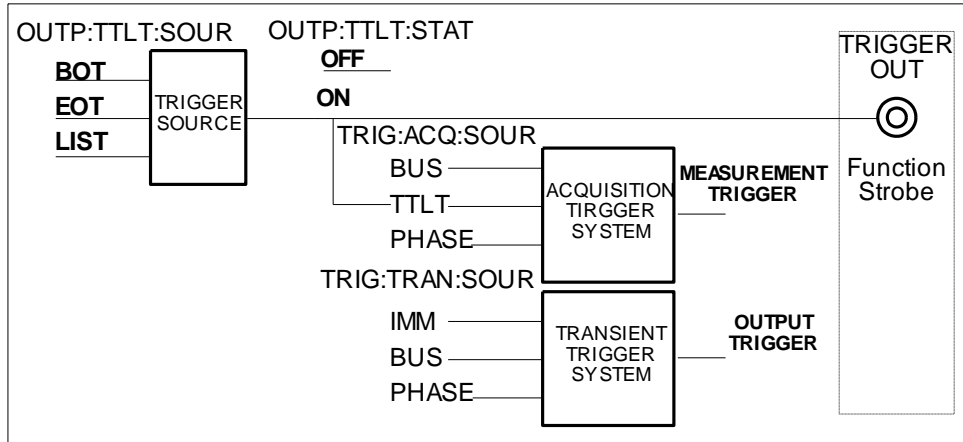 OUTP:TTLT:SOUR
OUTP:TTLT:STAT
BOT
EOT
LIST
TRIGGER
SOURCE
OFF
ON
TRIGGER
OUT
Function
Strobe
TRIG:ACQ:SOUR
BUS
TTLT
PHASE
ACQUISITION
TIRGGER
SYSTEM
MEASUREMENT
TRIGGER
TRIG:TRAN:SOUR
IMM
BUS
PHASE
TRANSIENT
TRIGGER
SYSTEM
OUTPUT
TRIGGER